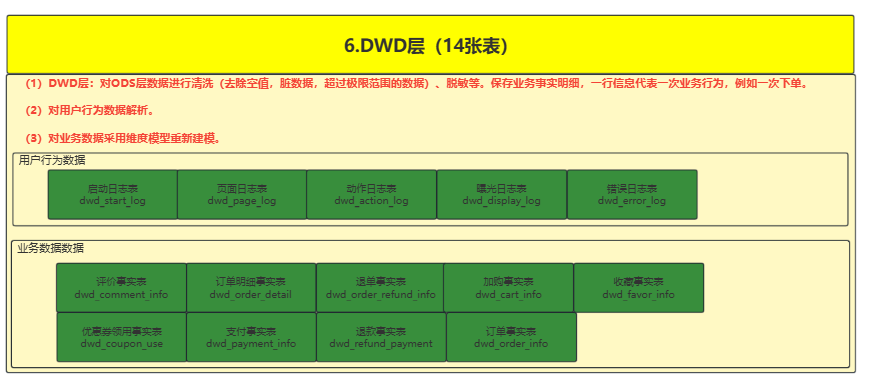 6.DWD层（14张表）
（1）DWD层：对ODS层数据进行清洗（去除空值，脏数据，超过极限范围的数据）、脱敏等。保存业务事实明细，一行信息代表一次业务行为，例如一次下单。
（2）对用户行为数据解析。
（3）对业务数据采用维度模型重新建模。
用户行为数据
启动日志表
dwd_start_log
页面日志表
dwd_page_log
动作日志表
dwd_action_log
曝光日志表
dwd_display_log
错误日志表
dwd_error_log
业务数据数据
评价事实表
dwd_comment_info
订单明细事实表
dwd_order_detail
退单事实表
dwd_order_refund_info
加购事实表
dwd_cart_info
收藏事实表
dwd_favor_info
优惠券领用事实表
dwd_coupon_use
支付事实表
dwd_payment_info
退款事实表
dwd_refund_payment
订单事实表
dwd_order_info